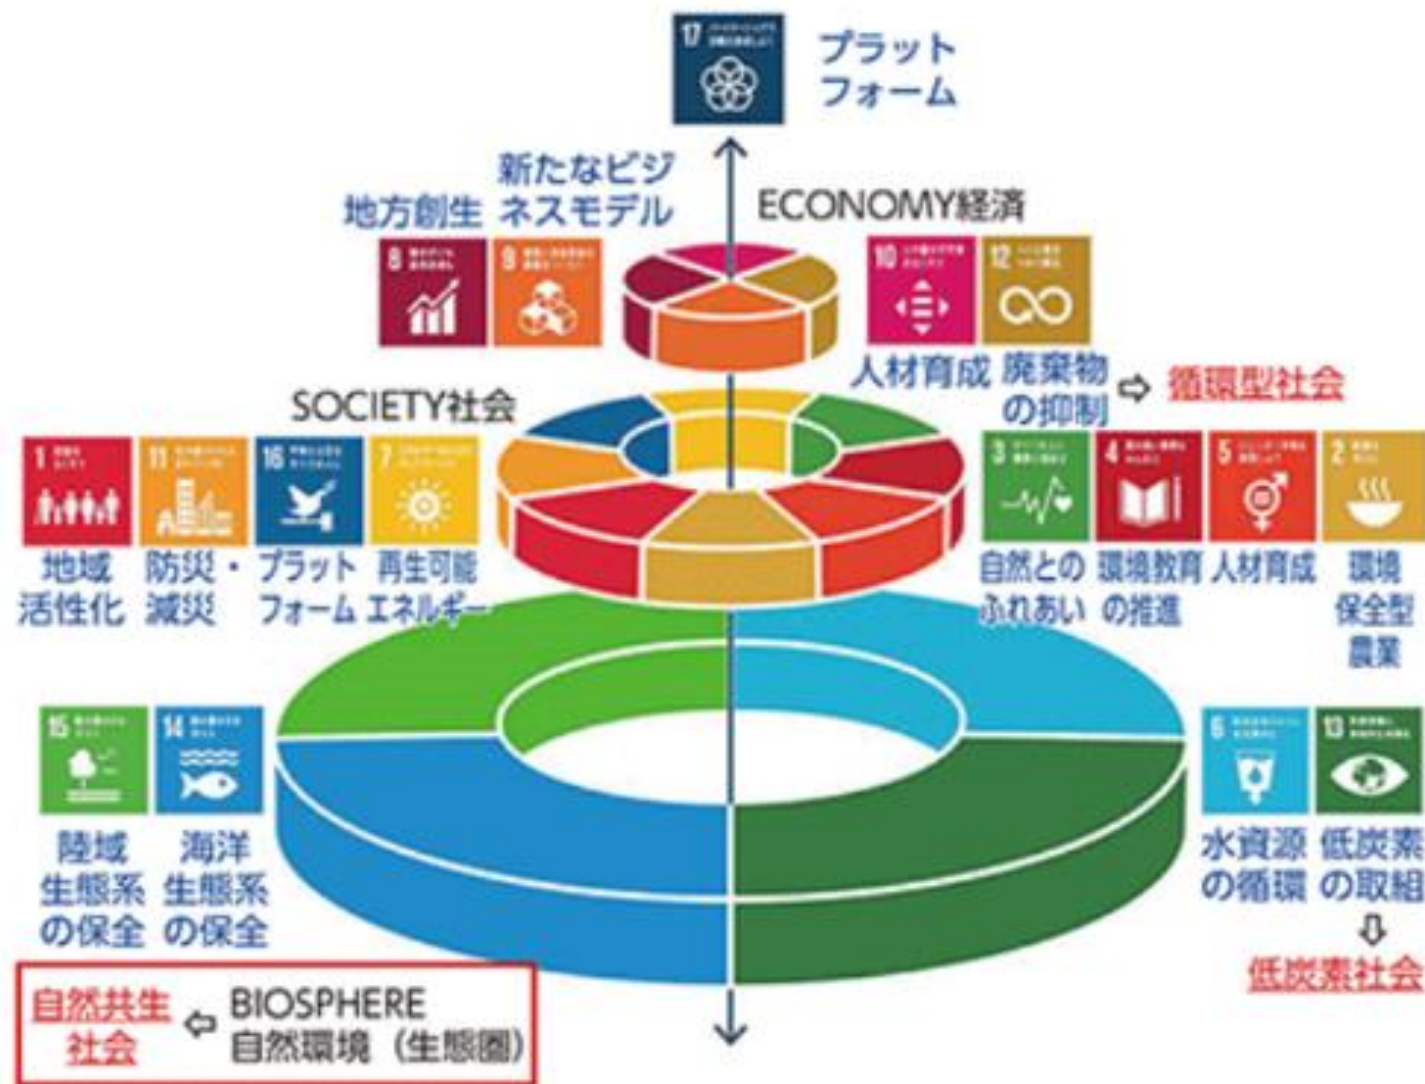 17
プラット
フォーム
新たなビジ
地方創生 ネスモデル
ECONOMY経済
8 9 10 12
人材育成 廃棄物
の抑制 ⇨ 循環型社会
SOCIETY社会
1 11 16 7 3 4 5 2
地域
活性化
防災・
減災
プラット
フォーム
再生可能
エネルギー
自然との
ふれあい
環境教育
の推進
人材育成
環境
保全型
農業
15 14 6 13
陸域
生態系
の保全
海洋
生態系
の保全
水資源
の循環
低炭素
の取組
低炭素社会
自然共生
社会
BIOSPHERE
自然環境（生態圏）